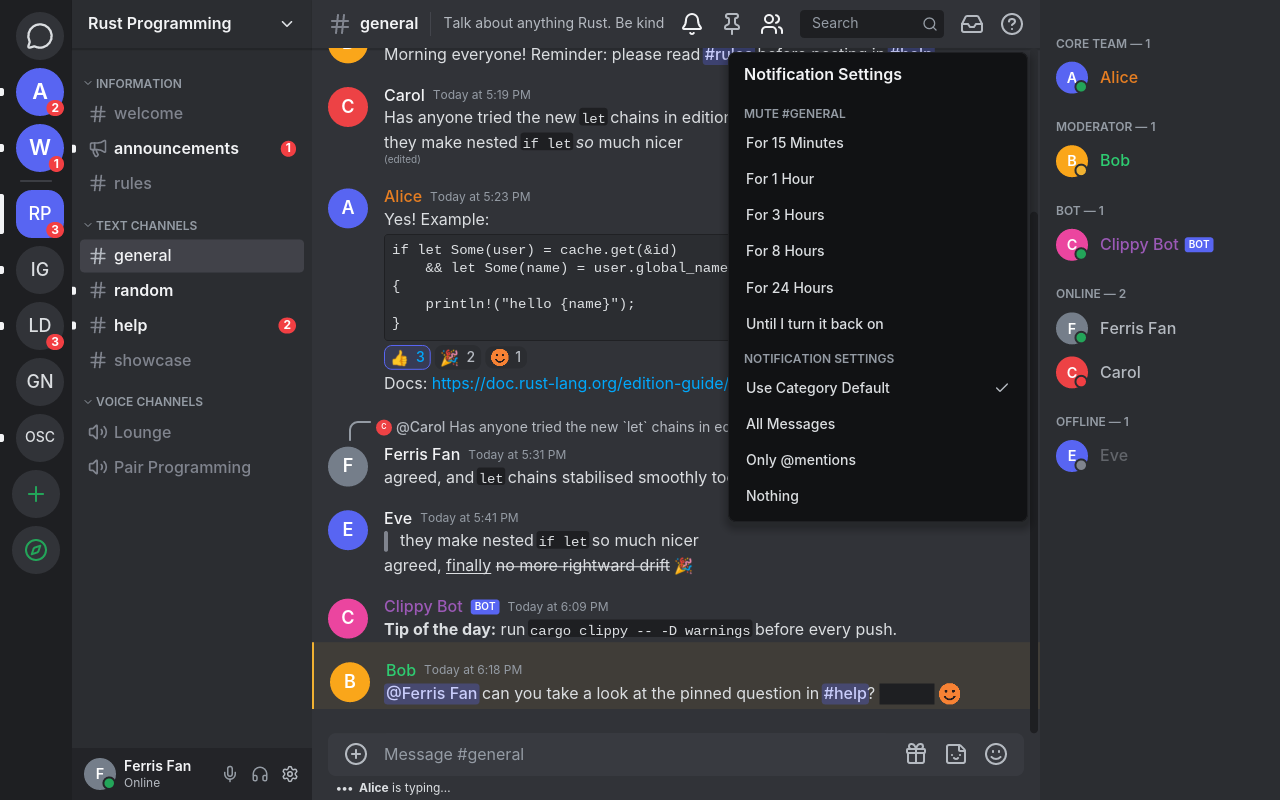 A
2
W
1
RP
3
IG
LD
3
GN
OSC
Rust Programming
INFORMATION
welcome
announcements
1
rules
TEXT CHANNELS
general
random
help
2
showcase
VOICE CHANNELS
Lounge
Pair Programming
F
Ferris Fan
Online
general
Talk about anything Rust. Be kind
Search
Morning everyone! Reminder: please read #rules before posting in #help
C
Carol Today at 5:19 PM
Has anyone tried the new let chains in edition
they make nested if let so much nicer
(edited)
A
Alice Today at 5:23 PM
Yes! Example:
if let Some(user) = cache.get(&id)
&& let Some(name) = user.global_name
{
println!("hello {name}");
}
👍 3 🎉 2 1
Docs: https://doc.rust-lang.org/edition-guide/
C @Carol Has anyone tried the new `let` chains in ed
F
Ferris Fan Today at 5:31 PM
agreed, and let chains stabilised smoothly too
E
Eve Today at 5:41 PM
they make nested if let so much nicer
agreed, finally no more rightward drift 🎉
C
Clippy Bot BOT Today at 6:09 PM
Tip of the day: run cargo clippy -- -D warnings before every push.
B
Bob Today at 6:18 PM
@Ferris Fan can you take a look at the pinned question in #help?
Message #general
Alice is typing...
Notification Settings
MUTE #GENERAL
For 15 Minutes
For 1 Hour
For 3 Hours
For 8 Hours
For 24 Hours
Until I turn it back on
NOTIFICATION SETTINGS
Use Category Default
All Messages
Only @mentions
Nothing
CORE TEAM — 1
A
Alice
MODERATOR — 1
B
Bob
BOT — 1
C
Clippy Bot BOT
ONLINE — 2
F
Ferris Fan
C
Carol
OFFLINE — 1
E
Eve